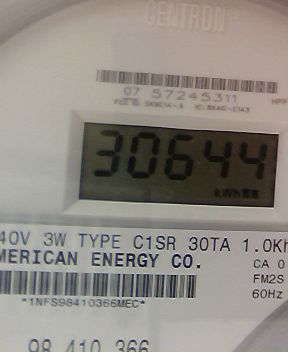 CENTRON®
07 57245311
30644
kWh
40V 3W TYPE C1SR 30TA 1.0Kh
MERICAN ENERGY CO.
CA 0
FM2S
60Hz
*1NFS98410366MEC*
98 410 366